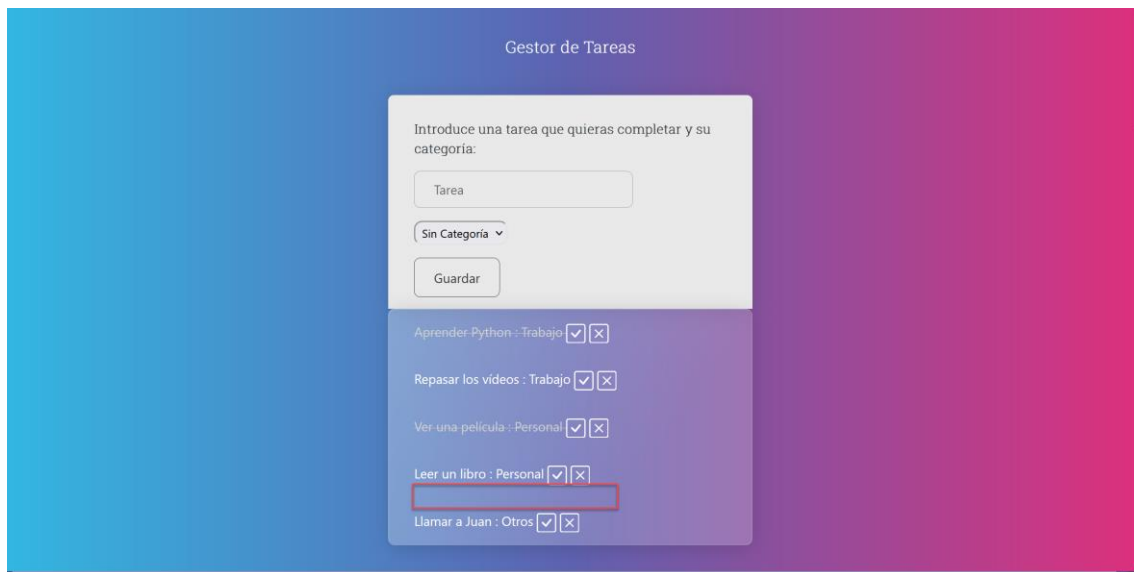 Gestor de Tareas
Introduce una tarea que quieras completar y su
categoría:
Tarea
Sin Categoría
Guardar
Aprender Python : Trabajo
Repasar los vídeos : Trabajo
Ver una película : Personal
Leer un libro : Personal
Llamar a Juan : Otros